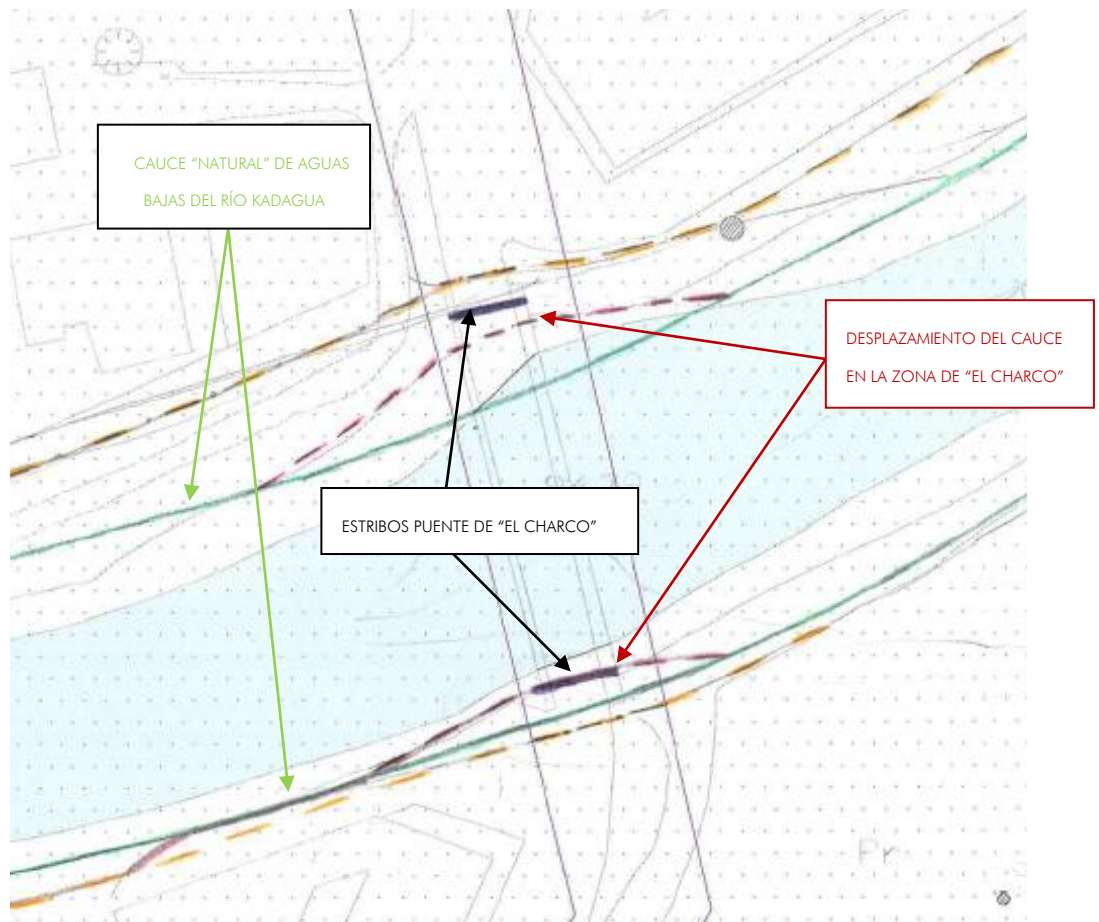 CAUCE “NATURAL” DE AGUAS
BAJAS DEL RÍO KADAGUA
DESPLAZAMIENTO DEL CAUCE
EN LA ZONA DE “EL CHARCO”
ESTRIBOS PUENTE DE “EL CHARCO”
Pr